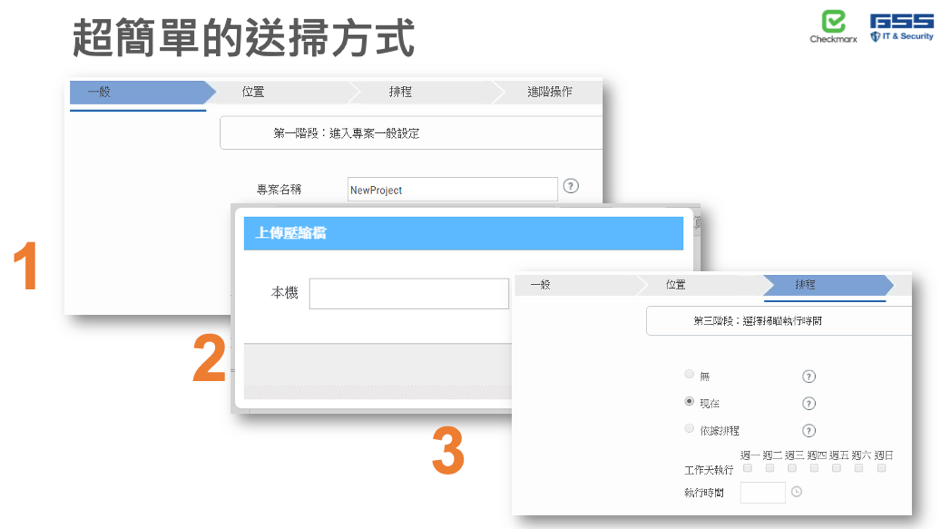 超簡單的送掃方式
Checkmarx
GSS
IT & Security
1
一般 位置 排程 進階操作
第一階段：進入專案一般設定
專案名稱 NewProject ?
2
上傳壓縮檔
本機
3
一般 位置 排程
第三階段：選擇掃瞄執行時間
無 ?
現在 ?
依據排程 ?
週一 週二 週三 週四 週五 週六 週日
工作天執行
執行時間